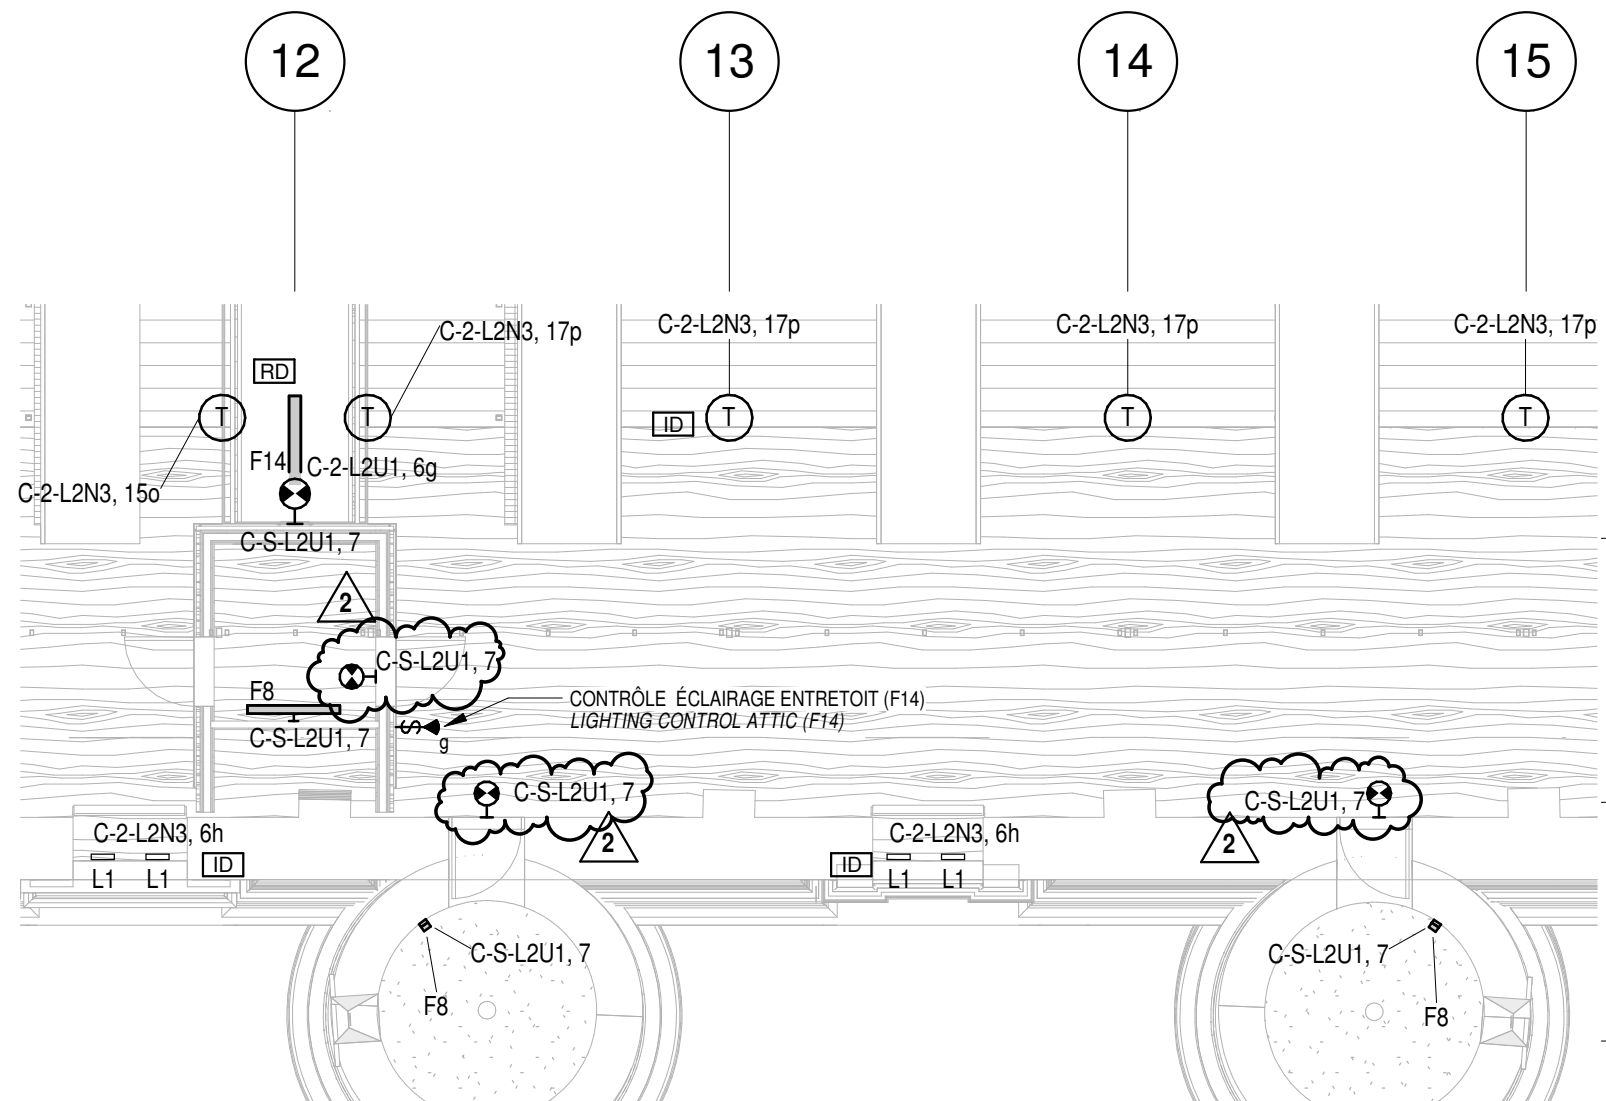 12
13
14
15
C-2-L2N3, 17p
C-2-L2N3, 17p
C-2-L2N3, 17p
C-2-L2N3, 17p
RD
T
T
ID
T
T
T
F14
C-2-L2U1, 6g
C-2-L2N3, 15o
C-S-L2U1, 7
2
C-S-L2U1, 7
F8
C-S-L2U1, 7
CONTRÔLE ÉCLAIRAGE ENTRETOIT (F14)
LIGHTING CONTROL ATTIC (F14)
S
g
C-S-L2U1, 7
2
C-S-L2U1, 7
2
C-2-L2N3, 6h
L1
L1
ID
C-2-L2N3, 6h
ID
L1
L1
C-S-L2U1, 7
F8
C-S-L2U1, 7
F8